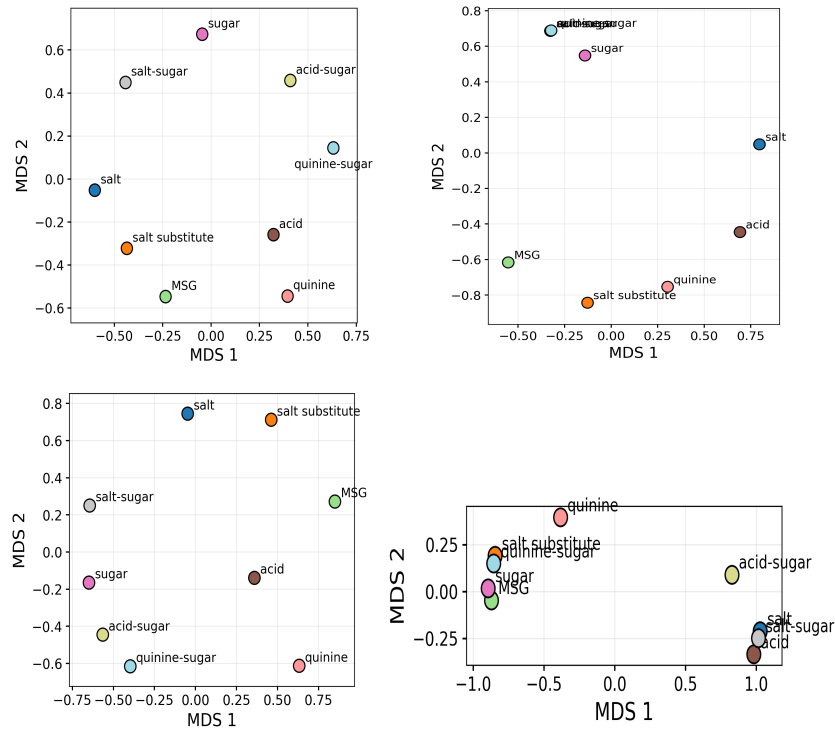 sugar
salt-sugar
acid-sugar
quinine-sugar
salt
salt substitute
acid
MSG
quinine
0.6
0.4
0.2
0.0
−0.2
−0.4
−0.6
−0.50
−0.25
0.00
0.25
0.50
0.75
MDS 1
MDS 2
sugar
salt
acid
MSG
quinine
salt substitute
0.8
0.6
0.4
0.2
0.0
−0.2
−0.4
−0.6
−0.8
−0.50
−0.25
0.00
0.25
0.50
0.75
MDS 1
MDS 2
salt
salt substitute
MSG
salt-sugar
acid
sugar
acid-sugar
quinine-sugar
quinine
0.8
0.6
0.4
0.2
0.0
−0.2
−0.4
−0.6
−0.75
−0.50
−0.25
0.00
0.25
0.50
0.75
MDS 1
MDS 2
quinine
salt substitute
quinine-sugar
acid-sugar
sugar
MSG
salt
salt-sugar
acid
0.25
0.00
−0.25
−1.0
−0.5
0.0
0.5
1.0
MDS 1
MDS 2